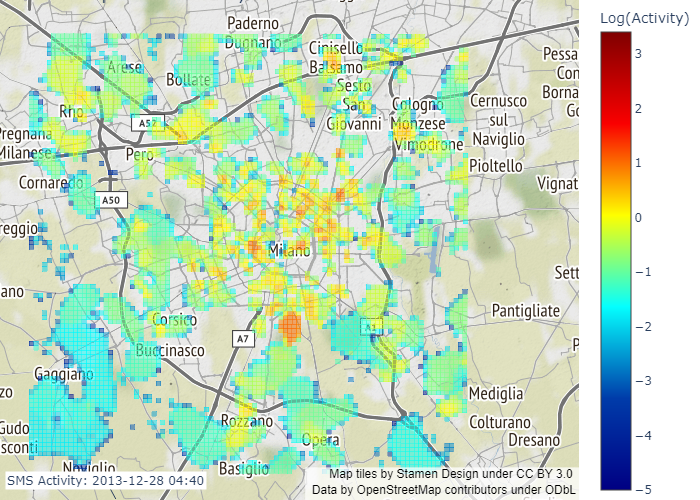 Log(Activity)
3
2
1
0
−1
−2
−3
−4
−5
Paderno
Dugnano
Cinisello
Balsamo
Arese
Bollate
Sesto
San
Giovanni
Rho
A52
Cologno
Monzese
Cernusco
sul
Naviglio
Pessa
Con
Borna
Go
Pregnana
Milanese
Pero
Vimodrone
Pioltello
Cornaredo
A50
Vignat
reggio
Milano
Sett
ano
Pantigliate
Corsico
A7
A1
Buccinasco
P
Gaggiano
zo
Mediglia
Gudo
sconti
Rozzano
Opera
Colturano
Dresano
Noviglio
Basiglio
SMS Activity: 2013-12-28 04:40
Map tiles by Stamen Design under CC BY 3.0
Data by OpenStreetMap contributors under ODbL